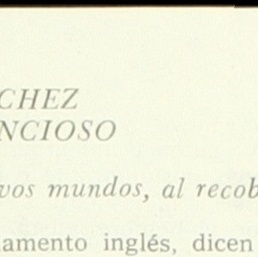 CHEZ
NCIOSO
vos mundos, al recob
amento inglés, dicen